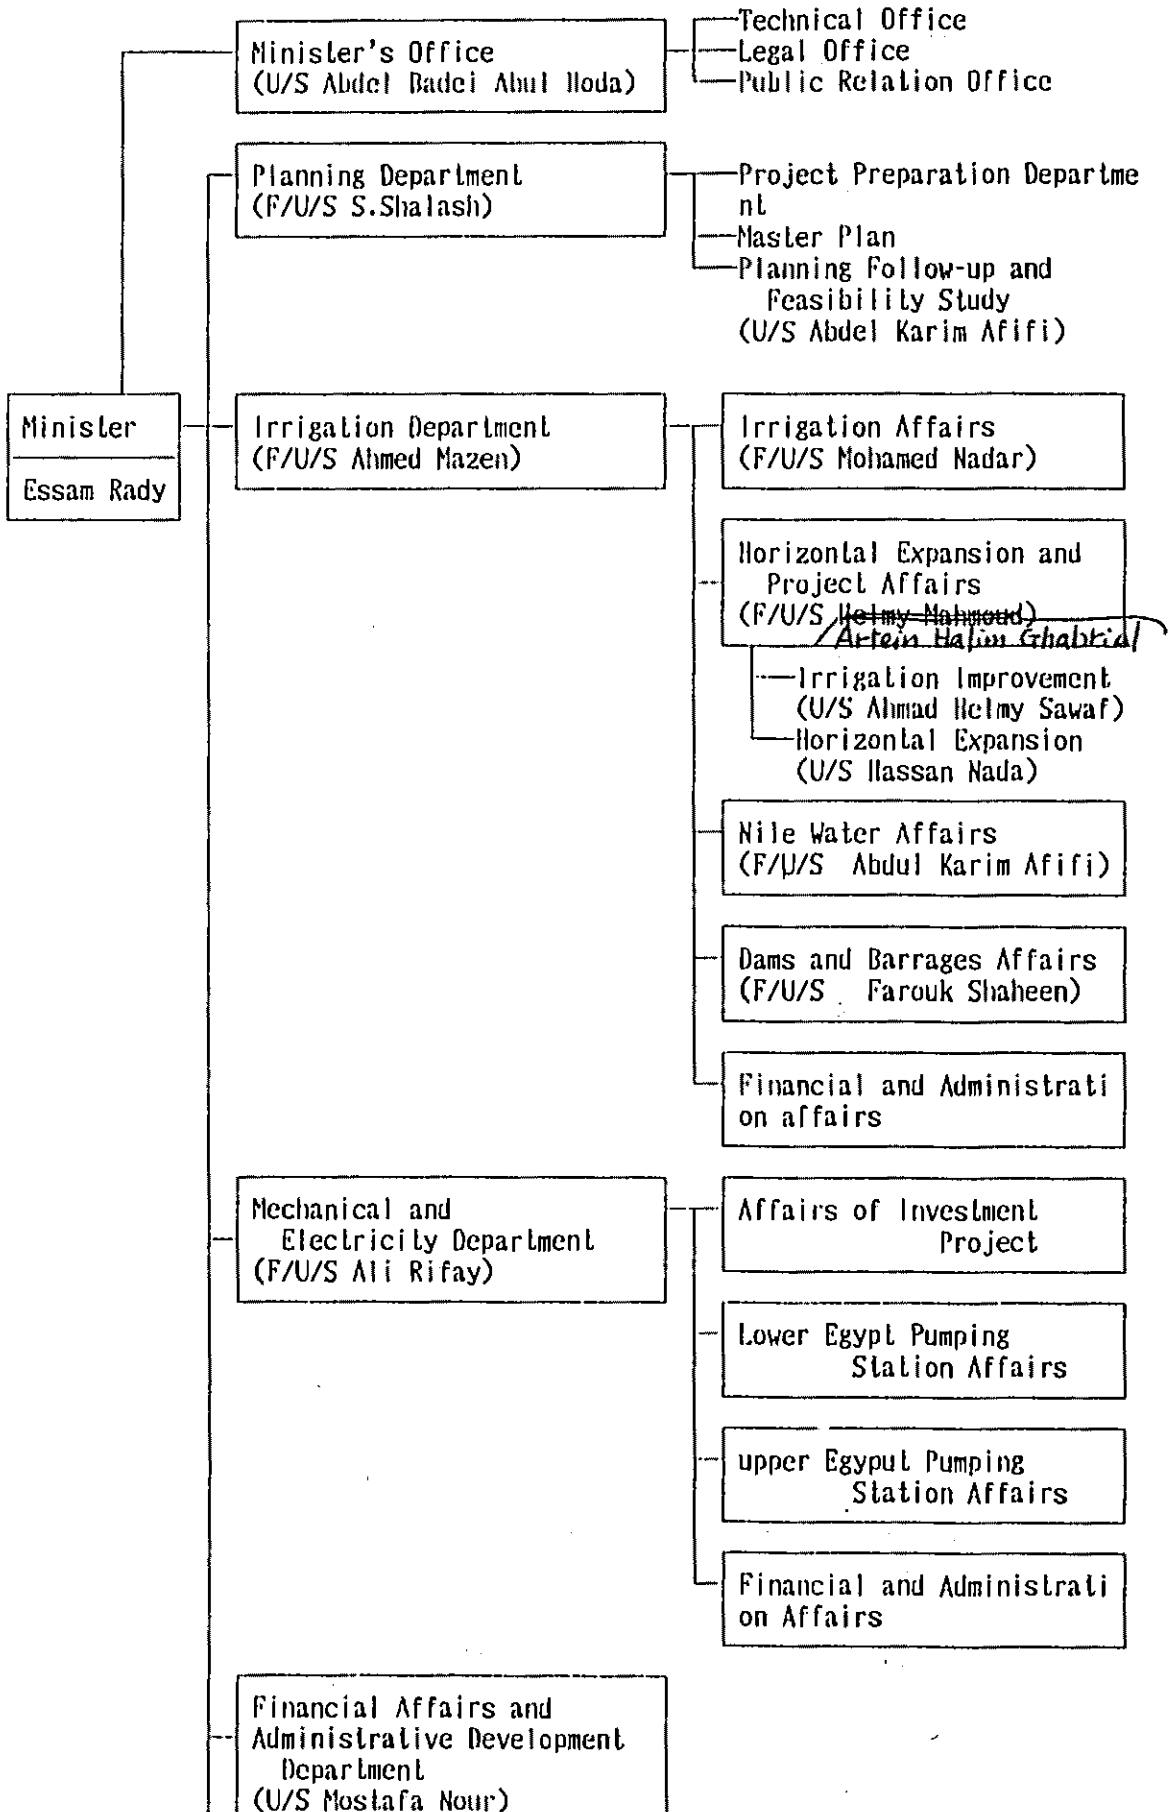 Minister's Office
(U/S Abdel Badei Abul Hoda)
Technical Office
Legal Office
Public Relation Office
Planning Department
(F/U/S S.Shalash)
Project Preparation Departme
nt
Master Plan
Planning Follow-up and
Feasibility Study
(U/S Abdel Karim Afifi)
Minister
Essam Rady
Irrigation Department
(F/U/S Ahmed Mazen)
Irrigation Affairs
(F/U/S Mohamed Nadar)
Horizontal Expansion and
Project Affairs
(F/U/S Helmy Mahmoud)
Artein Halim Ghabrial
Irrigation Improvement
(U/S Ahmad Helmy Sawaf)
Horizontal Expansion
(U/S Hassan Nada)
Nile Water Affairs
(F/U/S Abdul Karim Afifi)
Dams and Barrages Affairs
(F/U/S Farouk Shaheen)
Financial and Administrati
on affairs
Mechanical and
Electricity Department
(F/U/S Ali Rifay)
Affairs of Investment
Project
Lower Egypt Pumping
Station Affairs
upper Egyput Pumping
Station Affairs
Financial and Administrati
on Affairs
Financial Affairs and
Administrative Development
Department
(U/S Mostafa Nour)